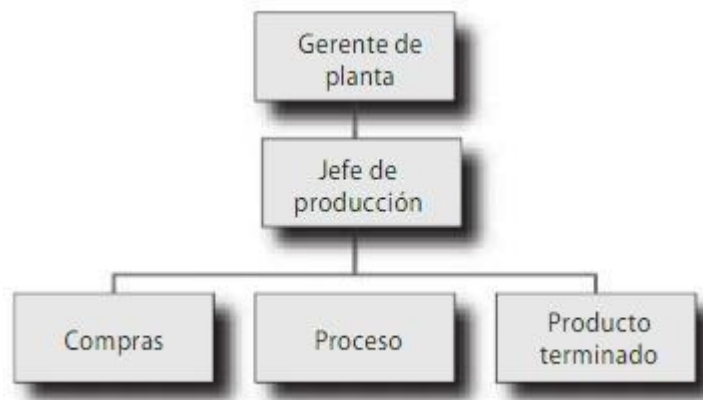 Gerente de
planta
Jefe de
producción
Compras
Proceso
Producto
terminado